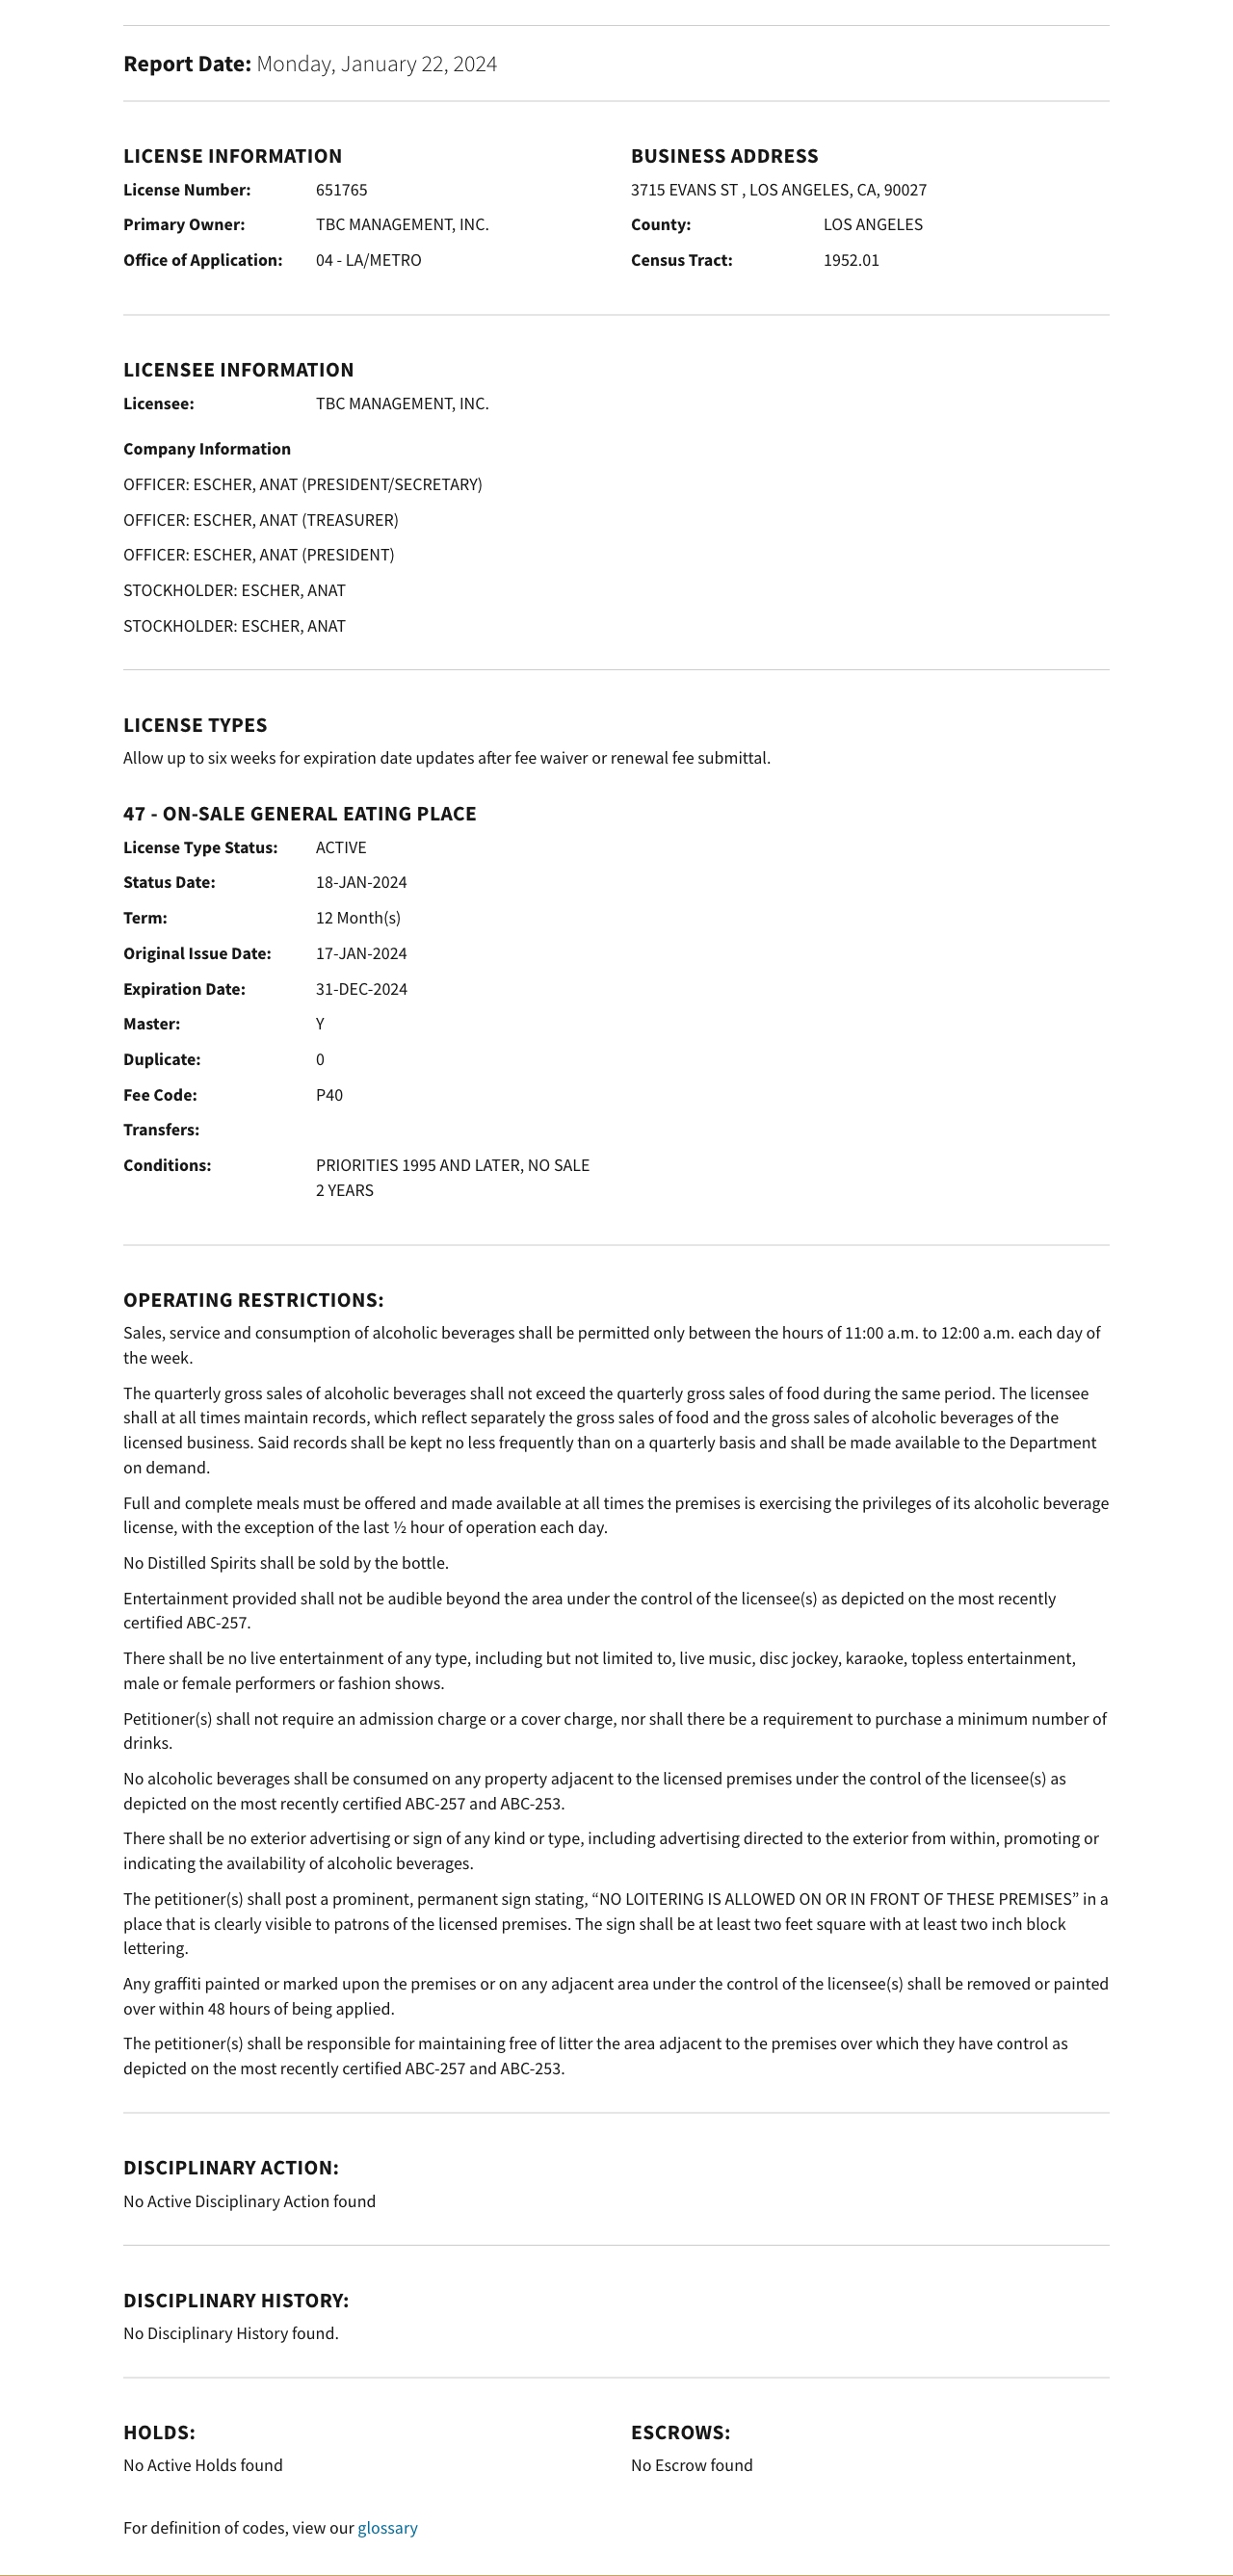 Report Date: Monday, January 22, 2024
LICENSE INFORMATION
License Number: 651765
Primary Owner: TBC MANAGEMENT, INC.
Office of Application: 04 - LA/METRO
BUSINESS ADDRESS
3715 EVANS ST , LOS ANGELES, CA, 90027
County: LOS ANGELES
Census Tract: 1952.01
LICENSEE INFORMATION
Licensee: TBC MANAGEMENT, INC.
Company Information
OFFICER: ESCHER, ANAT (PRESIDENT/SECRETARY)
OFFICER: ESCHER, ANAT (TREASURER)
OFFICER: ESCHER, ANAT (PRESIDENT)
STOCKHOLDER: ESCHER, ANAT
STOCKHOLDER: ESCHER, ANAT
LICENSE TYPES
Allow up to six weeks for expiration date updates after fee waiver or renewal fee submittal.
47 - ON-SALE GENERAL EATING PLACE
License Type Status: ACTIVE
Status Date: 18-JAN-2024
Term: 12 Month(s)
Original Issue Date: 17-JAN-2024
Expiration Date: 31-DEC-2024
Master: Y
Duplicate: 0
Fee Code: P40
Transfers:
Conditions: PRIORITIES 1995 AND LATER, NO SALE
2 YEARS
OPERATING RESTRICTIONS:
Sales, service and consumption of alcoholic beverages shall be permitted only between the hours of 11:00 a.m. to 12:00 a.m. each day of
the week.
The quarterly gross sales of alcoholic beverages shall not exceed the quarterly gross sales of food during the same period. The licensee
shall at all times maintain records, which reflect separately the gross sales of food and the gross sales of alcoholic beverages of the
licensed business. Said records shall be kept no less frequently than on a quarterly basis and shall be made available to the Department
on demand.
Full and complete meals must be offered and made available at all times the premises is exercising the privileges of its alcoholic beverage
license, with the exception of the last ½ hour of operation each day.
No Distilled Spirits shall be sold by the bottle.
Entertainment provided shall not be audible beyond the area under the control of the licensee(s) as depicted on the most recently
certified ABC-257.
There shall be no live entertainment of any type, including but not limited to, live music, disc jockey, karaoke, topless entertainment,
male or female performers or fashion shows.
Petitioner(s) shall not require an admission charge or a cover charge, nor shall there be a requirement to purchase a minimum number of
drinks.
No alcoholic beverages shall be consumed on any property adjacent to the licensed premises under the control of the licensee(s) as
depicted on the most recently certified ABC-257 and ABC-253.
There shall be no exterior advertising or sign of any kind or type, including advertising directed to the exterior from within, promoting or
indicating the availability of alcoholic beverages.
The petitioner(s) shall post a prominent, permanent sign stating, “NO LOITERING IS ALLOWED ON OR IN FRONT OF THESE PREMISES” in a
place that is clearly visible to patrons of the licensed premises. The sign shall be at least two feet square with at least two inch block
lettering.
Any graffiti painted or marked upon the premises or on any adjacent area under the control of the licensee(s) shall be removed or painted
over within 48 hours of being applied.
The petitioner(s) shall be responsible for maintaining free of litter the area adjacent to the premises over which they have control as
depicted on the most recently certified ABC-257 and ABC-253.
DISCIPLINARY ACTION:
No Active Disciplinary Action found
DISCIPLINARY HISTORY:
No Disciplinary History found.
HOLDS:
No Active Holds found
ESCROWS:
No Escrow found
For definition of codes, view our glossary